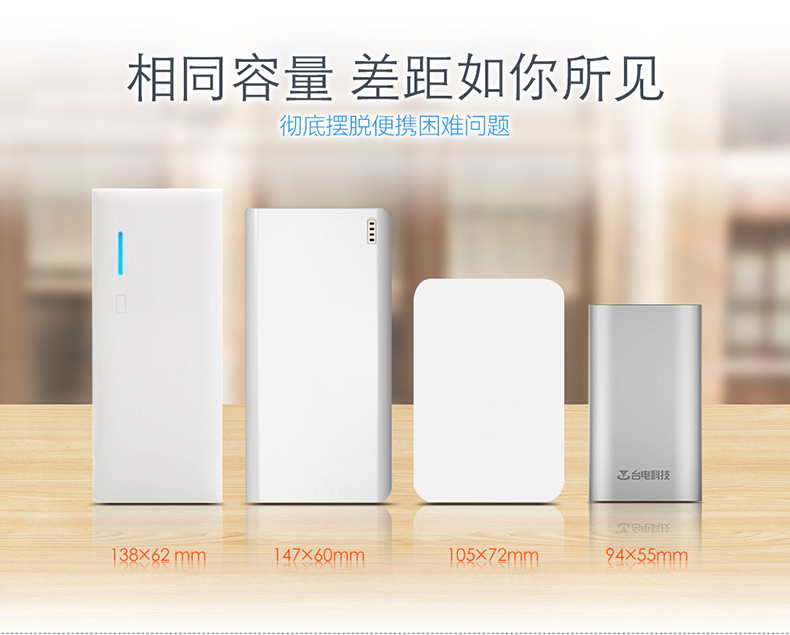 相同容量 差距如你所见
彻底摆脱便携困难问题
台电科技
138×62 mm
147×60mm
105×72mm
94×55mm